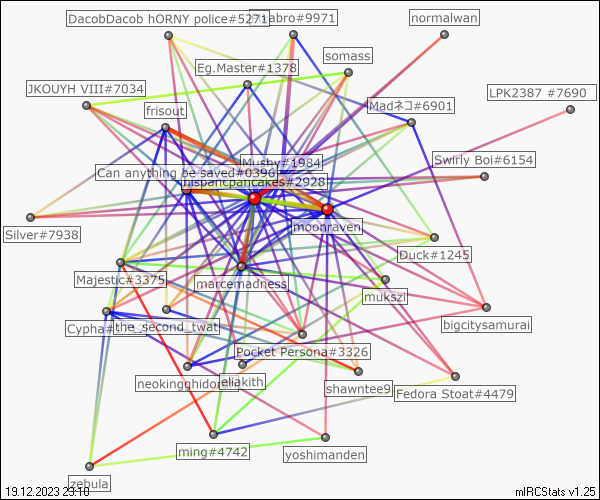 DacobDacob hORNY police#5271
abro#9971
normalwan
somass
Eg.Master#1378
JKOUYH VIII#7034
LPK2387 #7690
Madネコ#6901
frisout
Mushy#1984
Swirly Boi#6154
Can anything be saved#0396
hispancpancakes#2928
moonraven
Silver#7938
Duck#1245
Majestic#3375
marcemadness
mukszi
bigcitysamurai
Cypha#
the_second_twat
Pocket Persona#3326
neokingghidor
eliakith
shawntee9
Fedora Stoat#4479
ming#4742
yoshimanden
zebula
19.12.2023 23:10
mIRCStats v1.25